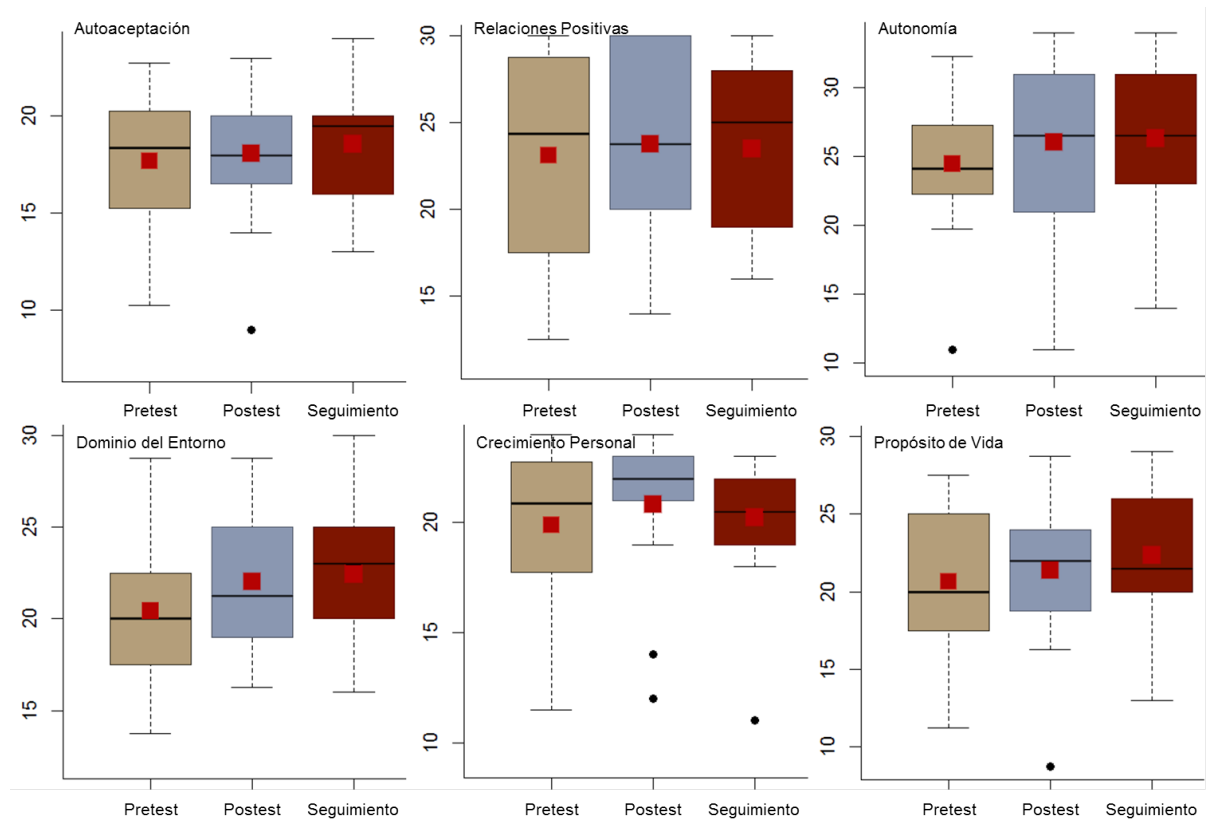 Autoaceptación
20
15
10
Pretest Postest Seguimiento
Relaciones Positivas
30
25
20
15
Pretest Postest Seguimiento
Autonomía
30
25
20
15
10
Pretest Postest Seguimiento
Dominio del Entorno
30
25
20
15
Pretest Postest Seguimiento
Crecimiento Personal
20
15
10
Pretest Postest Seguimiento
Propósito de Vida
30
25
20
15
10
Pretest Postest Seguimiento